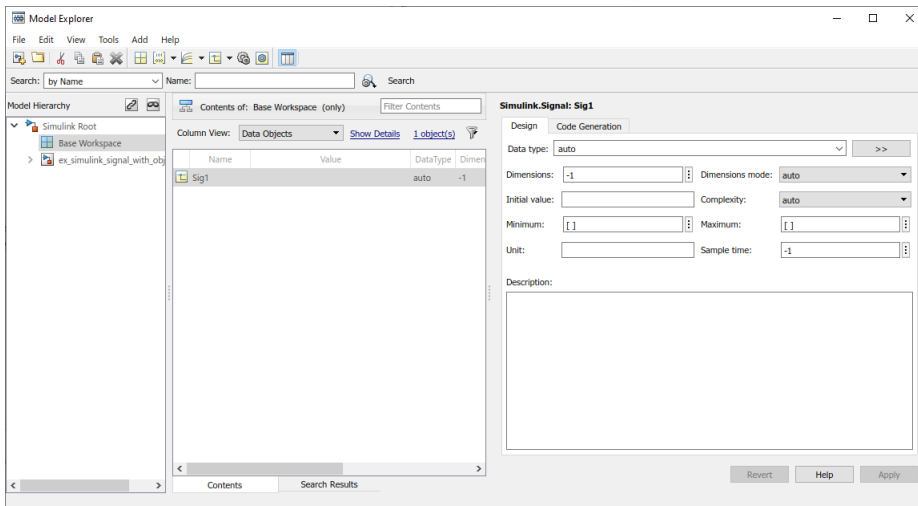 Model Explorer
File Edit View Tools Add Help
Search: by Name Name: Search
Model Hierarchy
Simulink Root
Base Workspace
ex_simulink_signal_with_obj
Contents of: Base Workspace (only) Filter Contents
Column View: Data Objects Show Details 1 object(s)
Name Value DataType Dimen
Sig1 auto -1
Contents Search Results
Simulink.Signal: Sig1
Design Code Generation
Data type: auto >>
Dimensions: -1 Dimensions mode: auto
Initial value: Complexity: auto
Minimum: [ ] Maximum: [ ]
Unit: Sample time: -1
Description:
Revert Help Apply